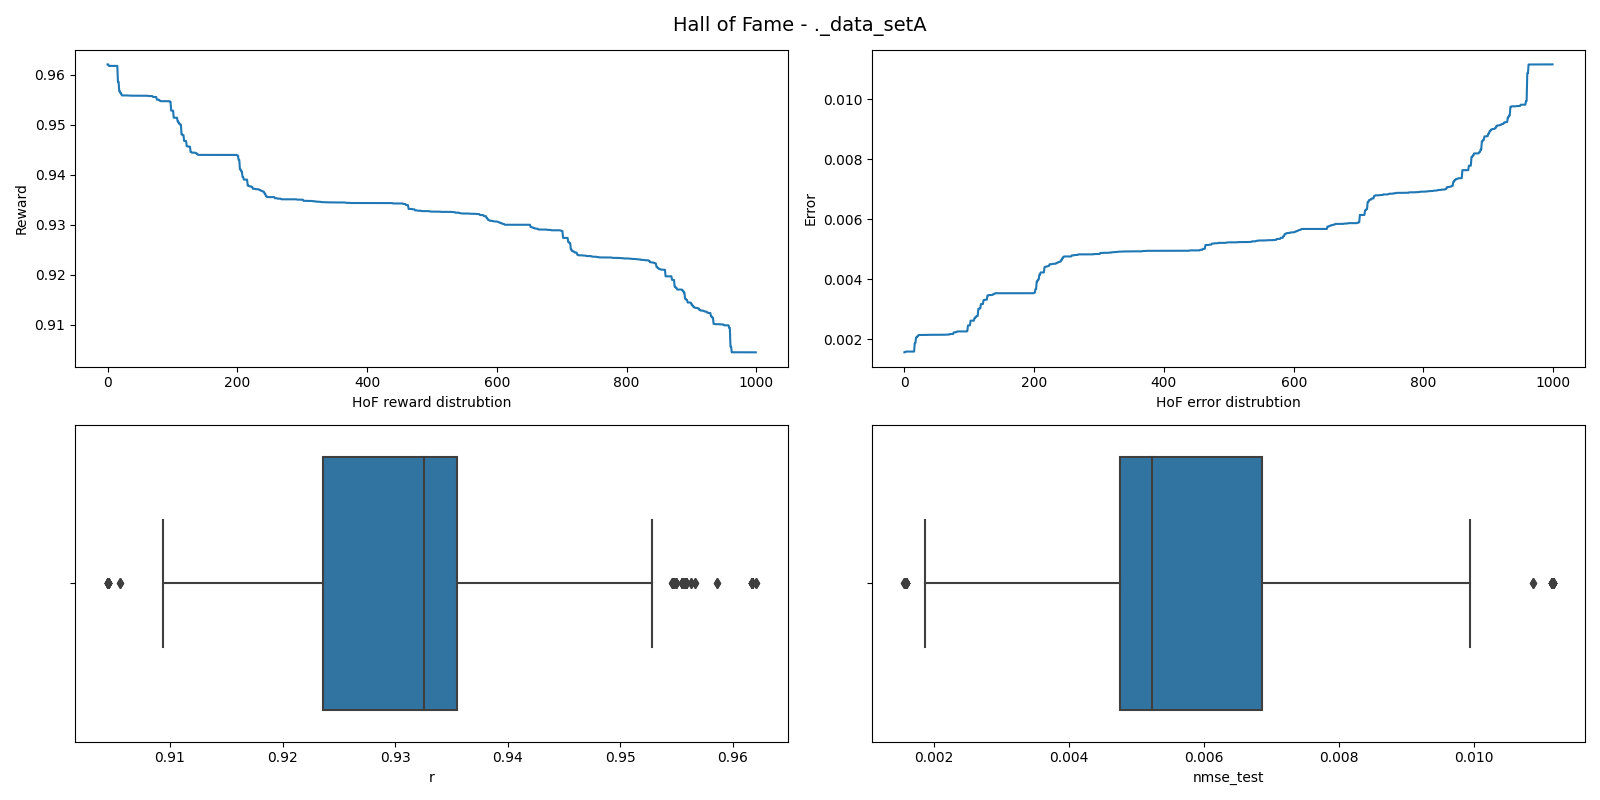 Hall of Fame - ._data_setA
0.96
0.95
0.94
0.93
0.92
0.91
Reward
0 200 400 600 800 1000
HoF reward distrubtion
0.010
0.008
0.006
0.004
0.002
Error
0 200 400 600 800 1000
HoF error distrubtion
0.91 0.92 0.93 0.94 0.95 0.96
r
0.002 0.004 0.006 0.008 0.010
nmse_test